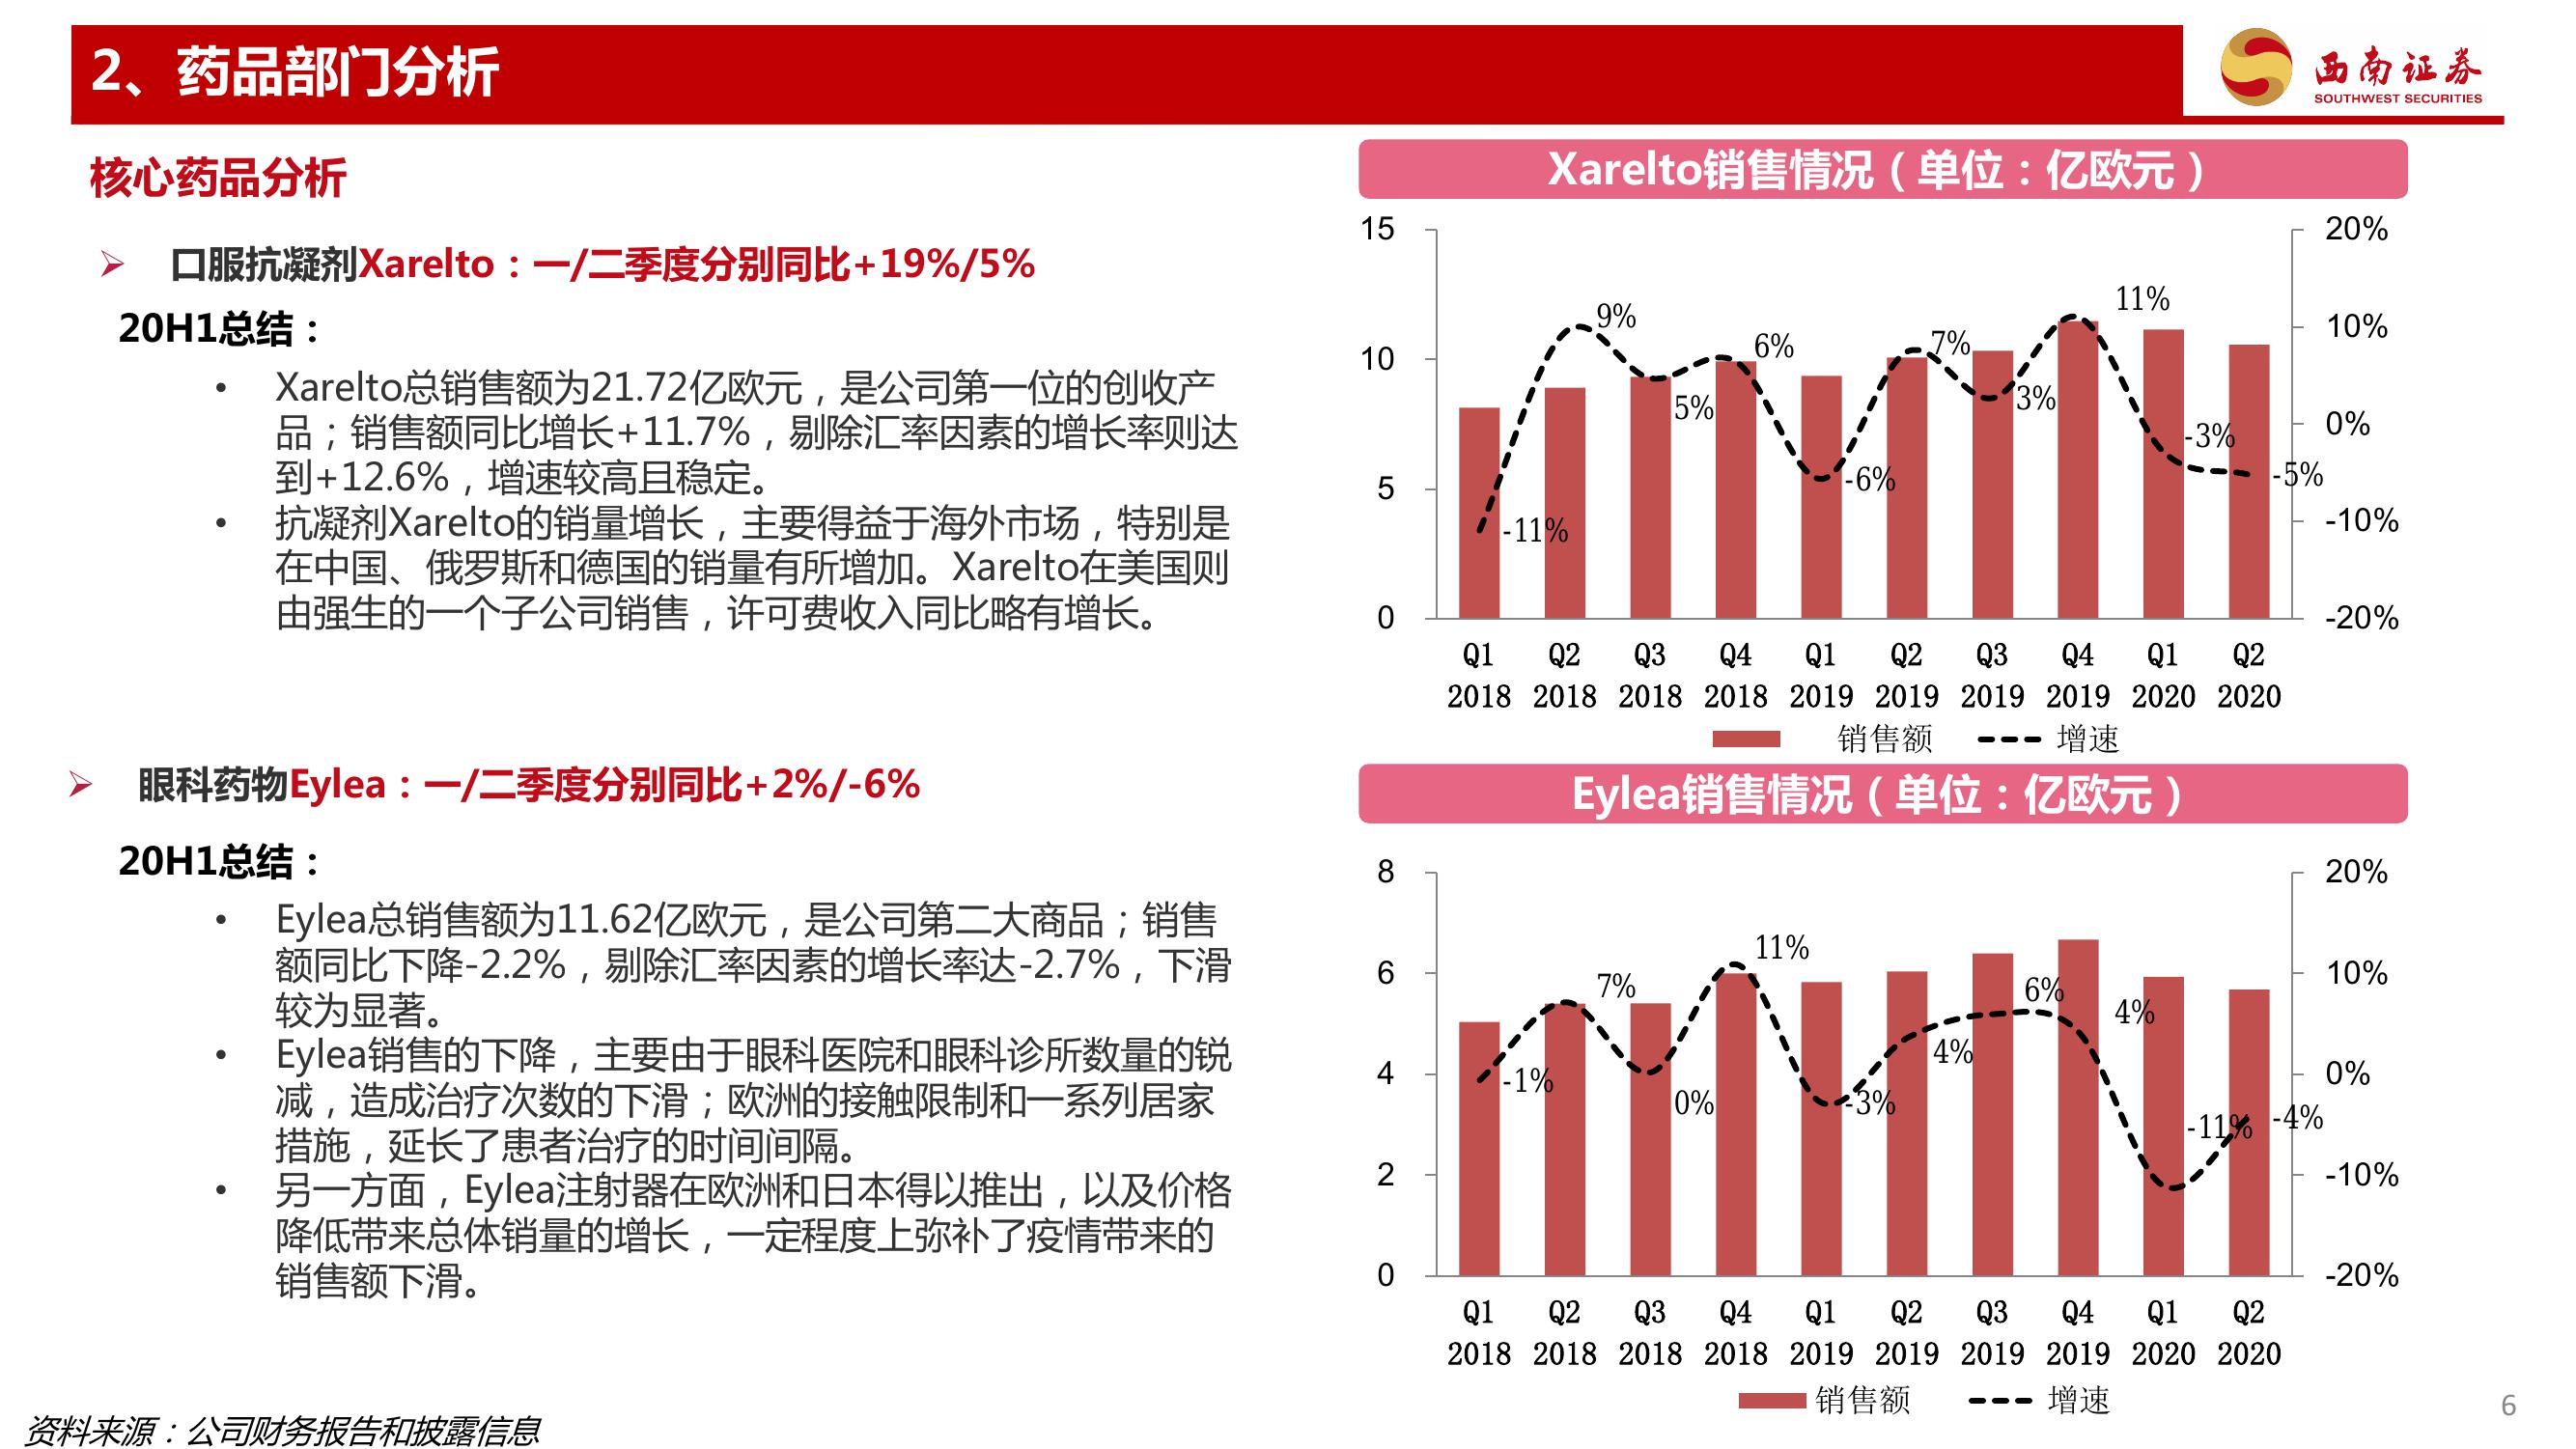 2、药品部门分析
西南证券
SOUTHWEST SECURITIES
核心药品分析
➢ 口服抗凝剂Xarelto：一/二季度分别同比+19%/5%
20H1总结：
• Xarelto总销售额为21.72亿欧元，是公司第一位的创收产
品；销售额同比增长+11.7%，剔除汇率因素的增长率则达
到+12.6%，增速较高且稳定。
• 抗凝剂Xarelto的销量增长，主要得益于海外市场，特别是
在中国、俄罗斯和德国的销量有所增加。Xarelto在美国则
由强生的一个子公司销售，许可费收入同比略有增长。
➢ 眼科药物Eylea：一/二季度分别同比+2%/-6%
20H1总结：
• Eylea总销售额为11.62亿欧元，是公司第二大商品；销售
额同比下降-2.2%，剔除汇率因素的增长率达-2.7%，下滑
较为显著。
• Eylea销售的下降，主要由于眼科医院和眼科诊所数量的锐
减，造成治疗次数的下滑；欧洲的接触限制和一系列居家
措施，延长了患者治疗的时间间隔。
• 另一方面，Eylea注射器在欧洲和日本得以推出，以及价格
降低带来总体销量的增长，一定程度上弥补了疫情带来的
销售额下滑。
Xarelto销售情况（单位：亿欧元）
15
10
5
0
20%
10%
0%
-10%
-20%
-11%
9%
5%
6%
-6%
7%
3%
11%
-3%
-5%
Q1 Q2 Q3 Q4 Q1 Q2 Q3 Q4 Q1 Q2
2018 2018 2018 2018 2019 2019 2019 2019 2020 2020
销售额 增速
Eylea销售情况（单位：亿欧元）
8
6
4
2
0
20%
10%
0%
-10%
-20%
-1%
7%
0%
11%
-3%
4%
6%
4%
-11%
-4%
Q1 Q2 Q3 Q4 Q1 Q2 Q3 Q4 Q1 Q2
2018 2018 2018 2018 2019 2019 2019 2019 2020 2020
销售额 增速
资料来源：公司财务报告和披露信息
6